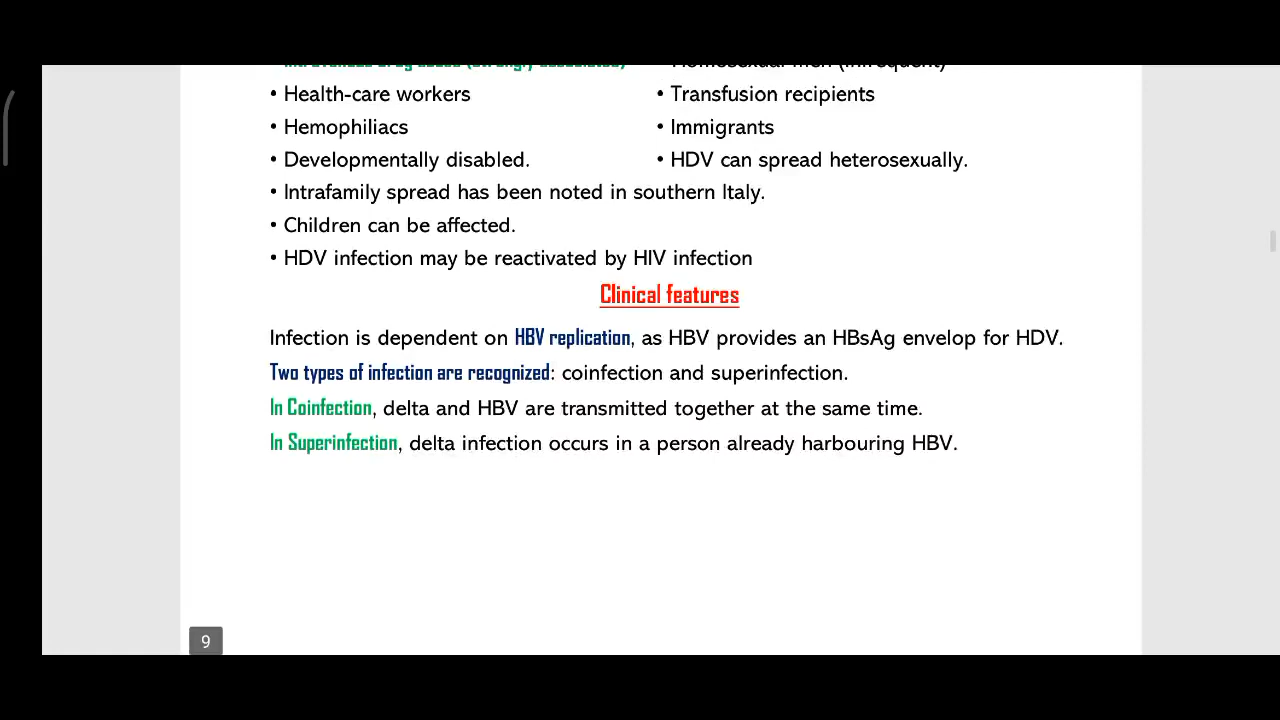 • Health-care workers • Transfusion recipients
• Hemophiliacs • Immigrants
• Developmentally disabled. • HDV can spread heterosexually.
• Intrafamily spread has been noted in southern Italy.
• Children can be affected.
• HDV infection may be reactivated by HIV infection
Clinical features
Infection is dependent on HBV replication, as HBV provides an HBsAg envelop for HDV.
Two types of infection are recognized: coinfection and superinfection.
In Coinfection, delta and HBV are transmitted together at the same time.
In Superinfection, delta infection occurs in a person already harbouring HBV.
9